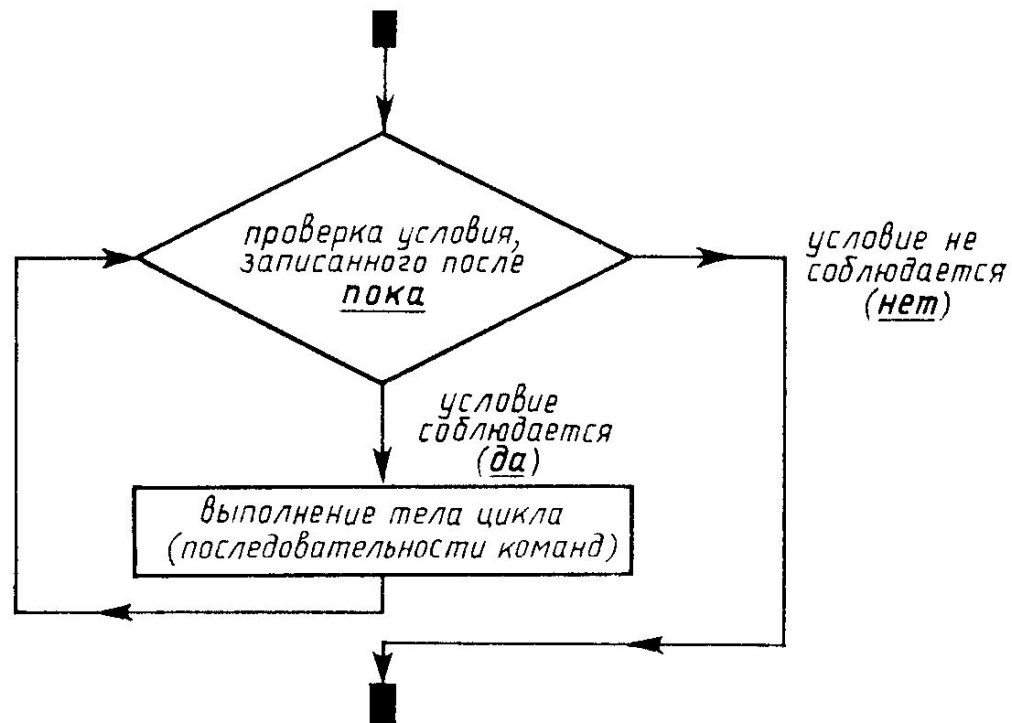 проверка условия,
записанного после
пока
условие не
соблюдается
(нет)
условие
соблюдается
(да)
выполнение тела цикла
(последовательности команд)